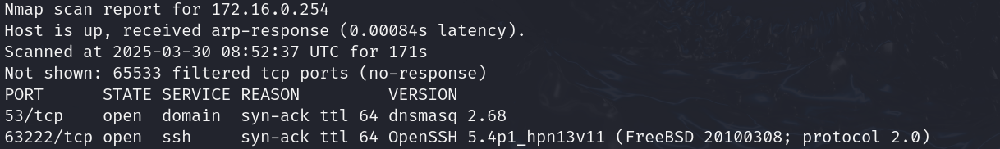 Nmap scan report for 172.16.0.254
Host is up, received arp-response (0.00084s latency).
Scanned at 2025-03-30 08:52:37 UTC for 171s
Not shown: 65533 filtered tcp ports (no-response)
PORT      STATE SERVICE REASON         VERSION
53/tcp    open  domain  syn-ack ttl 64 dnsmasq 2.68
63222/tcp open  ssh     syn-ack ttl 64 OpenSSH 5.4p1_hpn13v11 (FreeBSD 20100308; protocol 2.0)